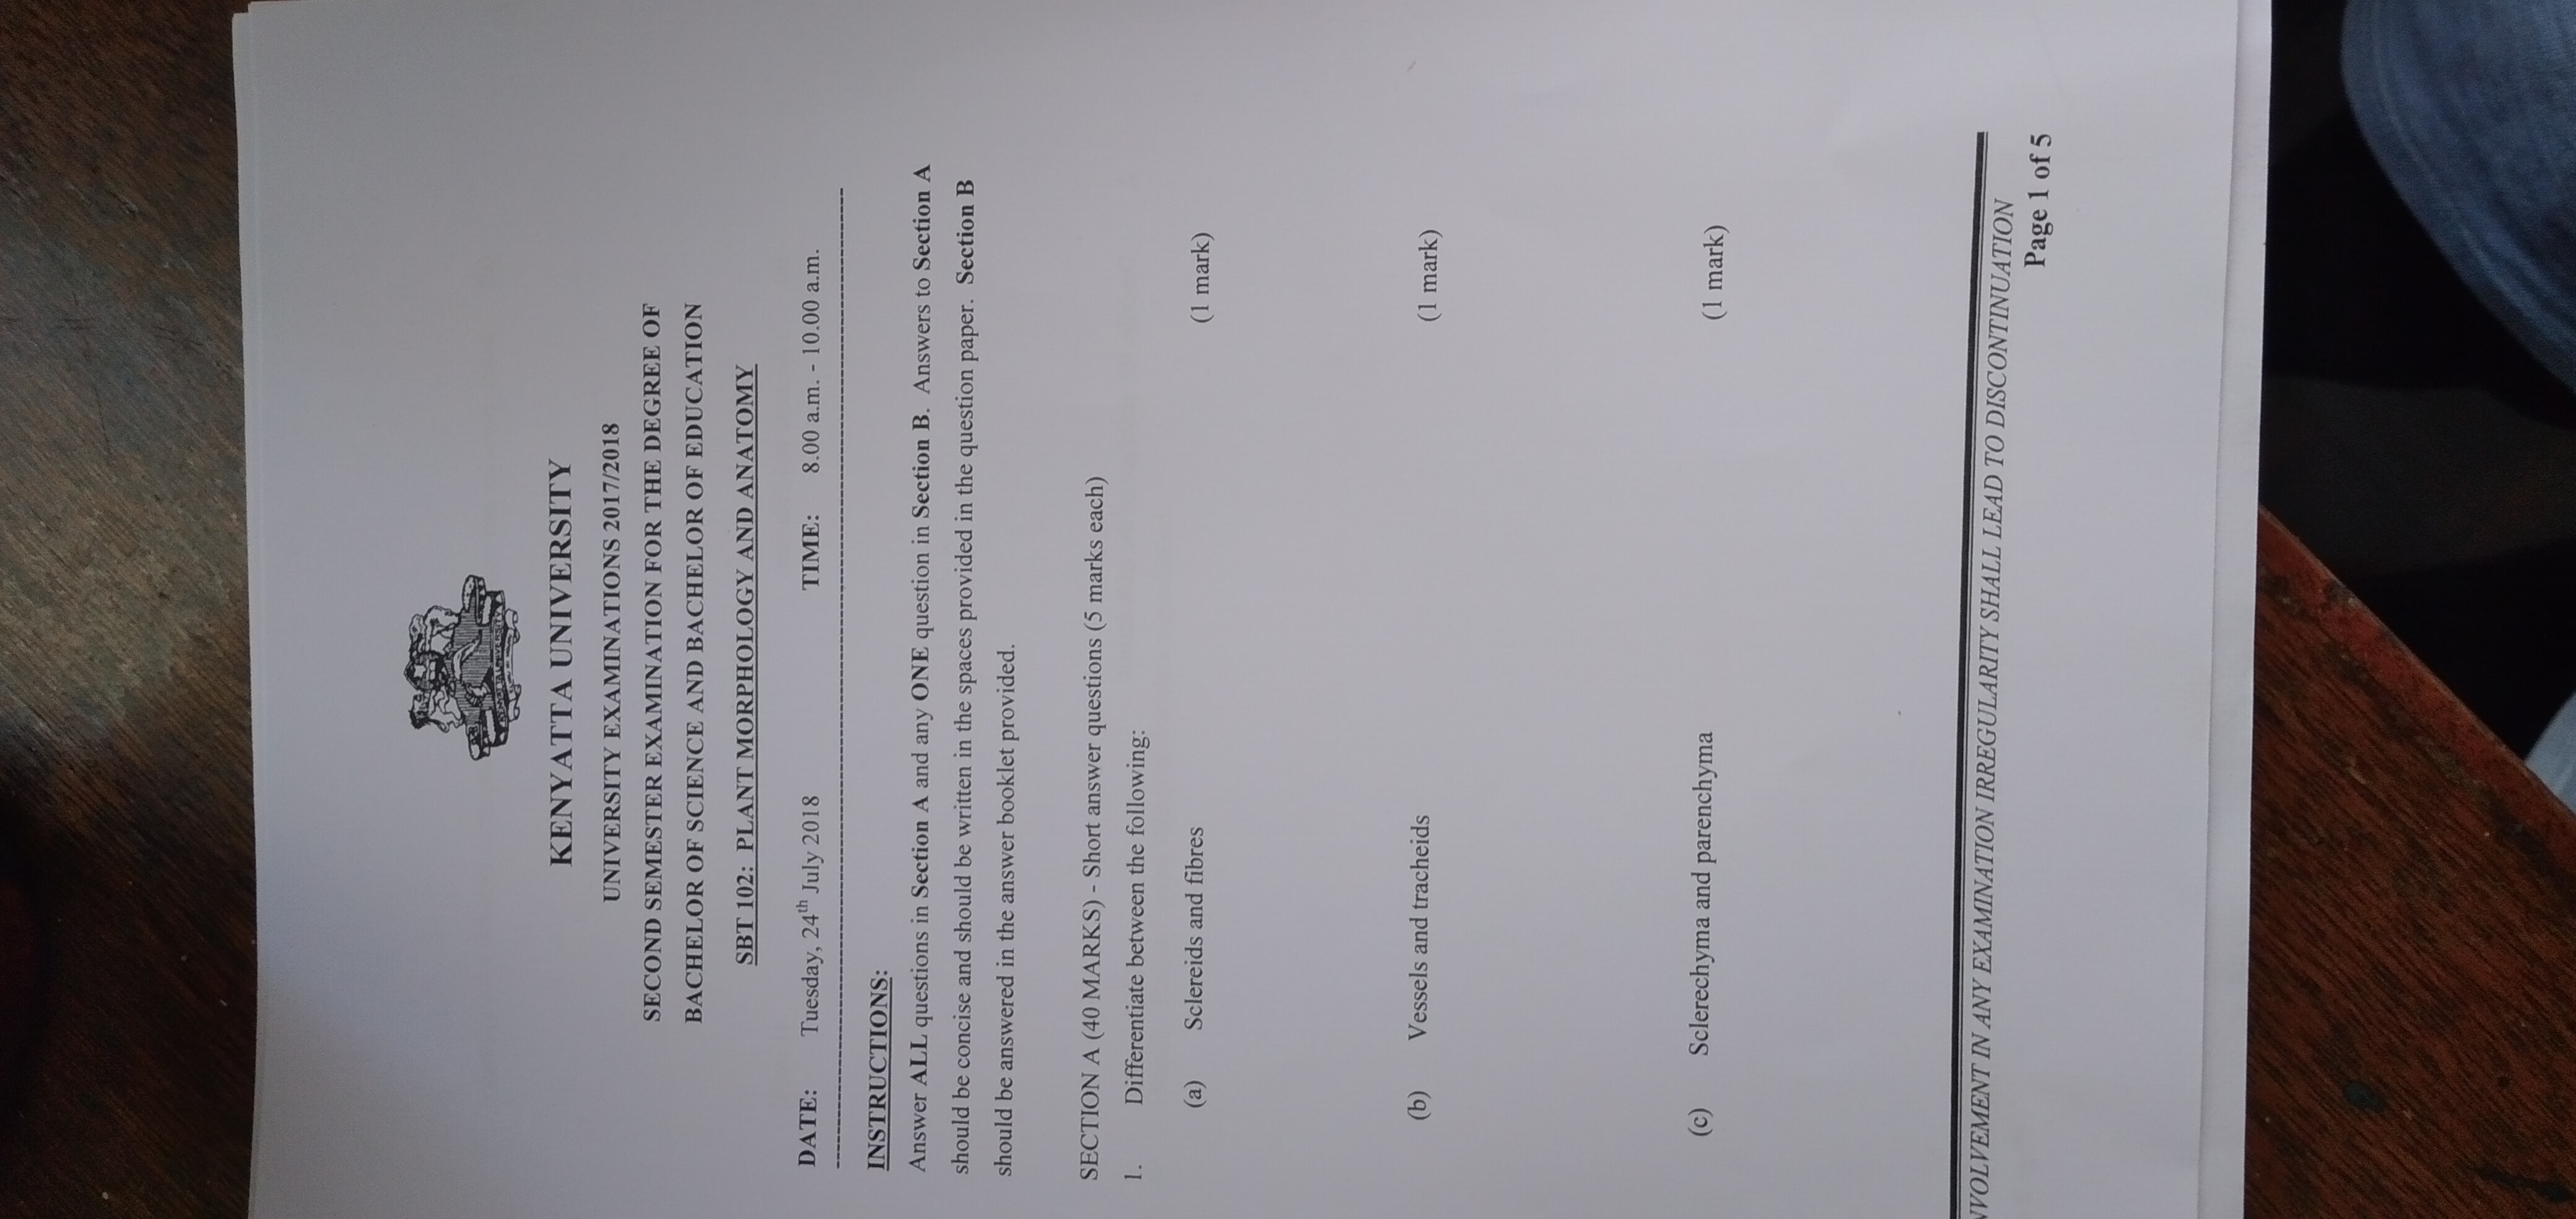 KENYATTA UNIVERSITY
UNIVERSITY EXAMINATIONS 2017/2018
SECOND SEMESTER EXAMINATION FOR THE DEGREE OF
BACHELOR OF SCIENCE AND BACHELOR OF EDUCATION
SBT 102: PLANT MORPHOLOGY AND ANATOMY
DATE: Tuesday, 24th July 2018 TIME: 8.00 a.m. - 10.00 a.m.
INSTRUCTIONS:
Answer ALL questions in Section A and any ONE question in Section B. Answers to Section A
should be concise and should be written in the spaces provided in the question paper. Section B
should be answered in the answer booklet provided.
SECTION A (40 MARKS) - Short answer questions (5 marks each)
1. Differentiate between the following:
(a) Sclereids and fibres (1 mark)
(b) Vessels and tracheids (1 mark)
(c) Sclerechyma and parenchyma (1 mark)
NVOLVEMENT IN ANY EXAMINATION IRREGULARITY SHALL LEAD TO DISCONTINUATION
Page 1 of 5